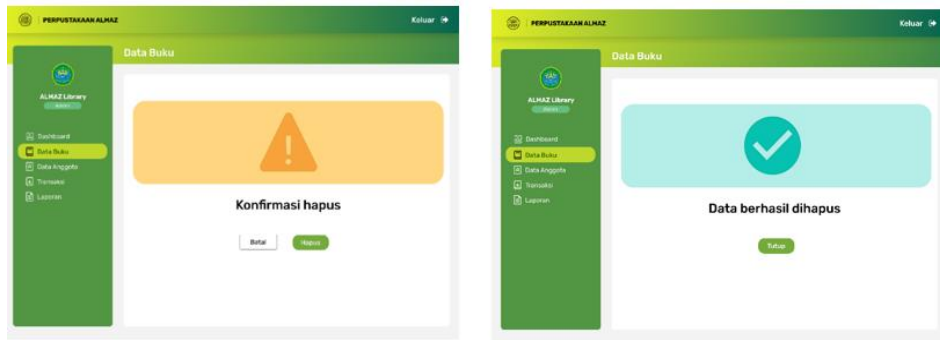 PERPUSTAKAAN ALMAZ
Keluar
Data Buku
ALMAZ Library
Dashboard
Data Buku
Data Anggota
Transaksi
Laporan
Konfirmasi hapus
Batal
Hapus
PERPUSTAKAAN ALMAZ
Keluar
Data Buku
ALMAZ Library
Dashboard
Data Buku
Data Anggota
Transaksi
Laporan
Data berhasil dihapus
Tutup